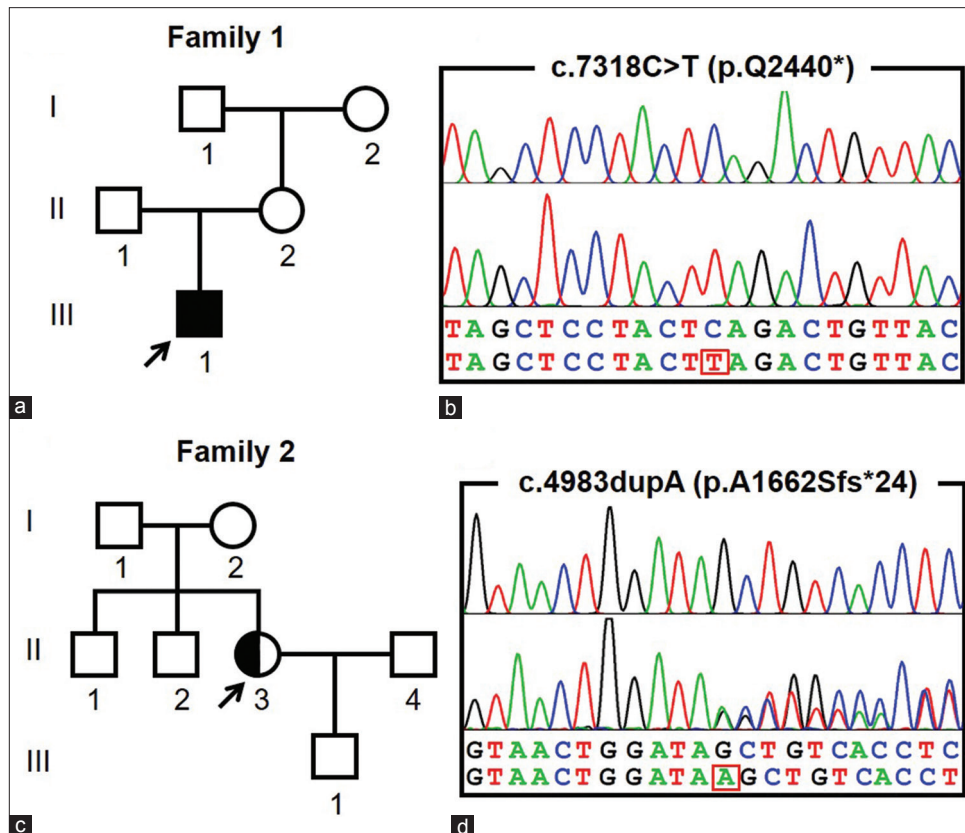 Family 1
I
1
2
II
1
2
III
1
a
c.7318C>T (p.Q2440*)
TAGCTCCTACTCAGACTGTTAC
TAGCTCCTACTTAGACTGTTAC
b
Family 2
I
1
2
II
1
2
3
4
III
1
c
c.4983dupA (p.A1662Sfs*24)
GTAACTGGATAGCTGTCACCTC
GTAACTGGATAAGCTGTCACCT
d